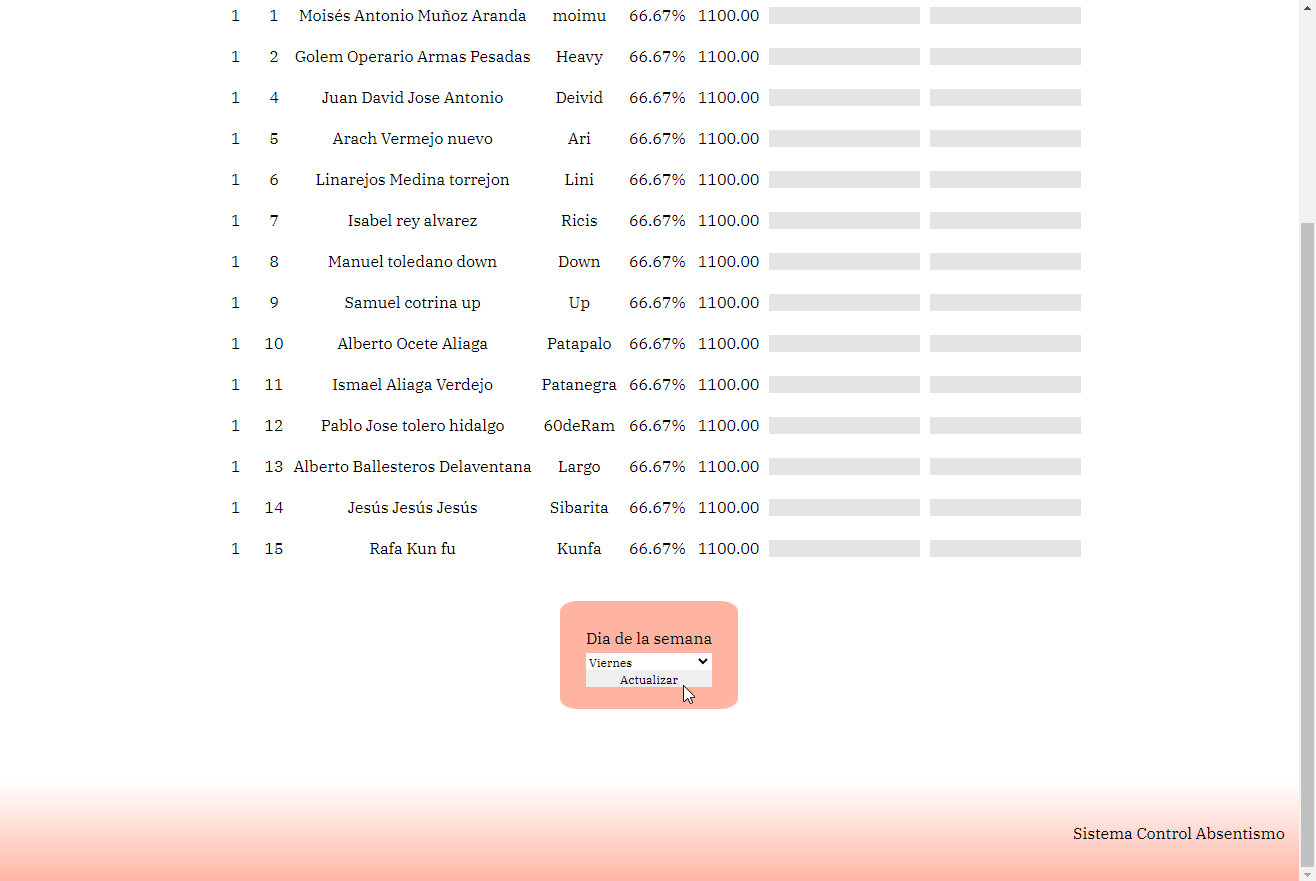 1 1 Moisés Antonio Muñoz Aranda moimu 66.67% 1100.00
1 2 Golem Operario Armas Pesadas Heavy 66.67% 1100.00
1 4 Juan David Jose Antonio Deivid 66.67% 1100.00
1 5 Arach Vermejo nuevo Ari 66.67% 1100.00
1 6 Linarejos Medina torrejon Lini 66.67% 1100.00
1 7 Isabel rey alvarez Ricis 66.67% 1100.00
1 8 Manuel toledano down Down 66.67% 1100.00
1 9 Samuel cotrina up Up 66.67% 1100.00
1 10 Alberto Ocete Aliaga Patapalo 66.67% 1100.00
1 11 Ismael Aliaga Verdejo Patanegra 66.67% 1100.00
1 12 Pablo Jose tolero hidalgo 60deRam 66.67% 1100.00
1 13 Alberto Ballesteros Delaventana Largo 66.67% 1100.00
1 14 Jesús Jesús Jesús Sibarita 66.67% 1100.00
1 15 Rafa Kun fu Kunfa 66.67% 1100.00
Dia de la semana
Viernes
Actualizar
Sistema Control Absentismo